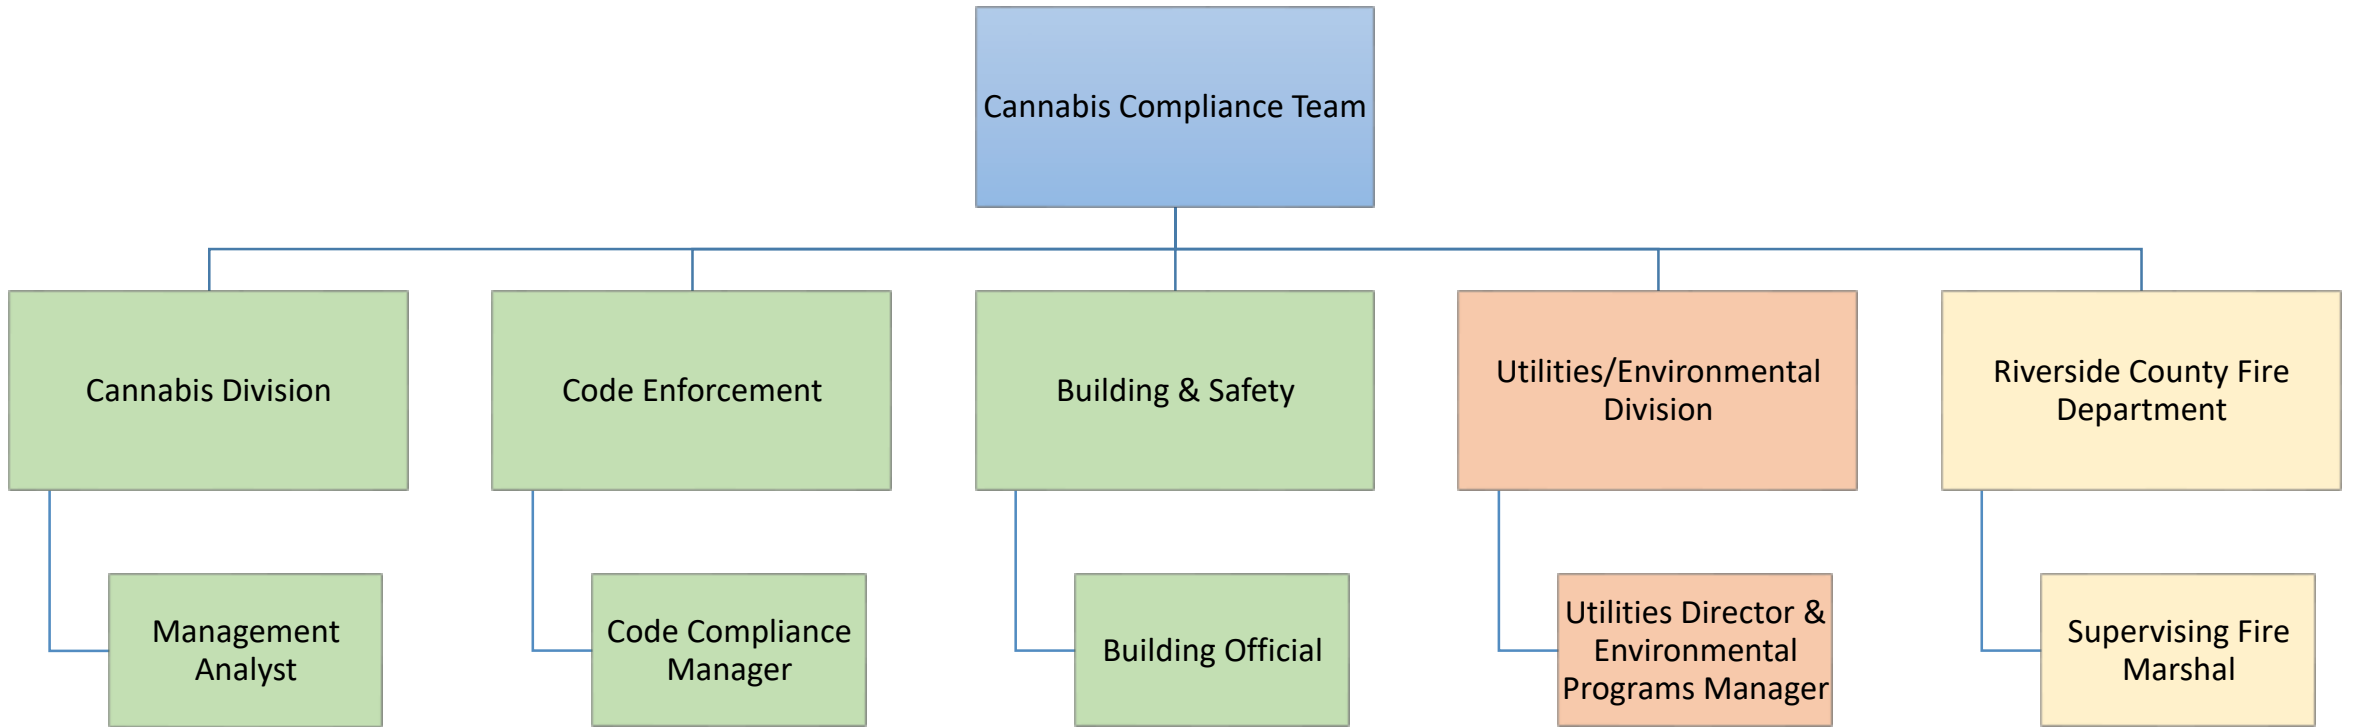 Cannabis Compliance Team
Cannabis Division
Code Enforcement
Building & Safety
Utilities/Environmental
Division
Riverside County Fire
Department
Management
Analyst
Code Compliance
Manager
Building Official
Utilities Director &
Environmental
Programs Manager
Supervising Fire
Marshal